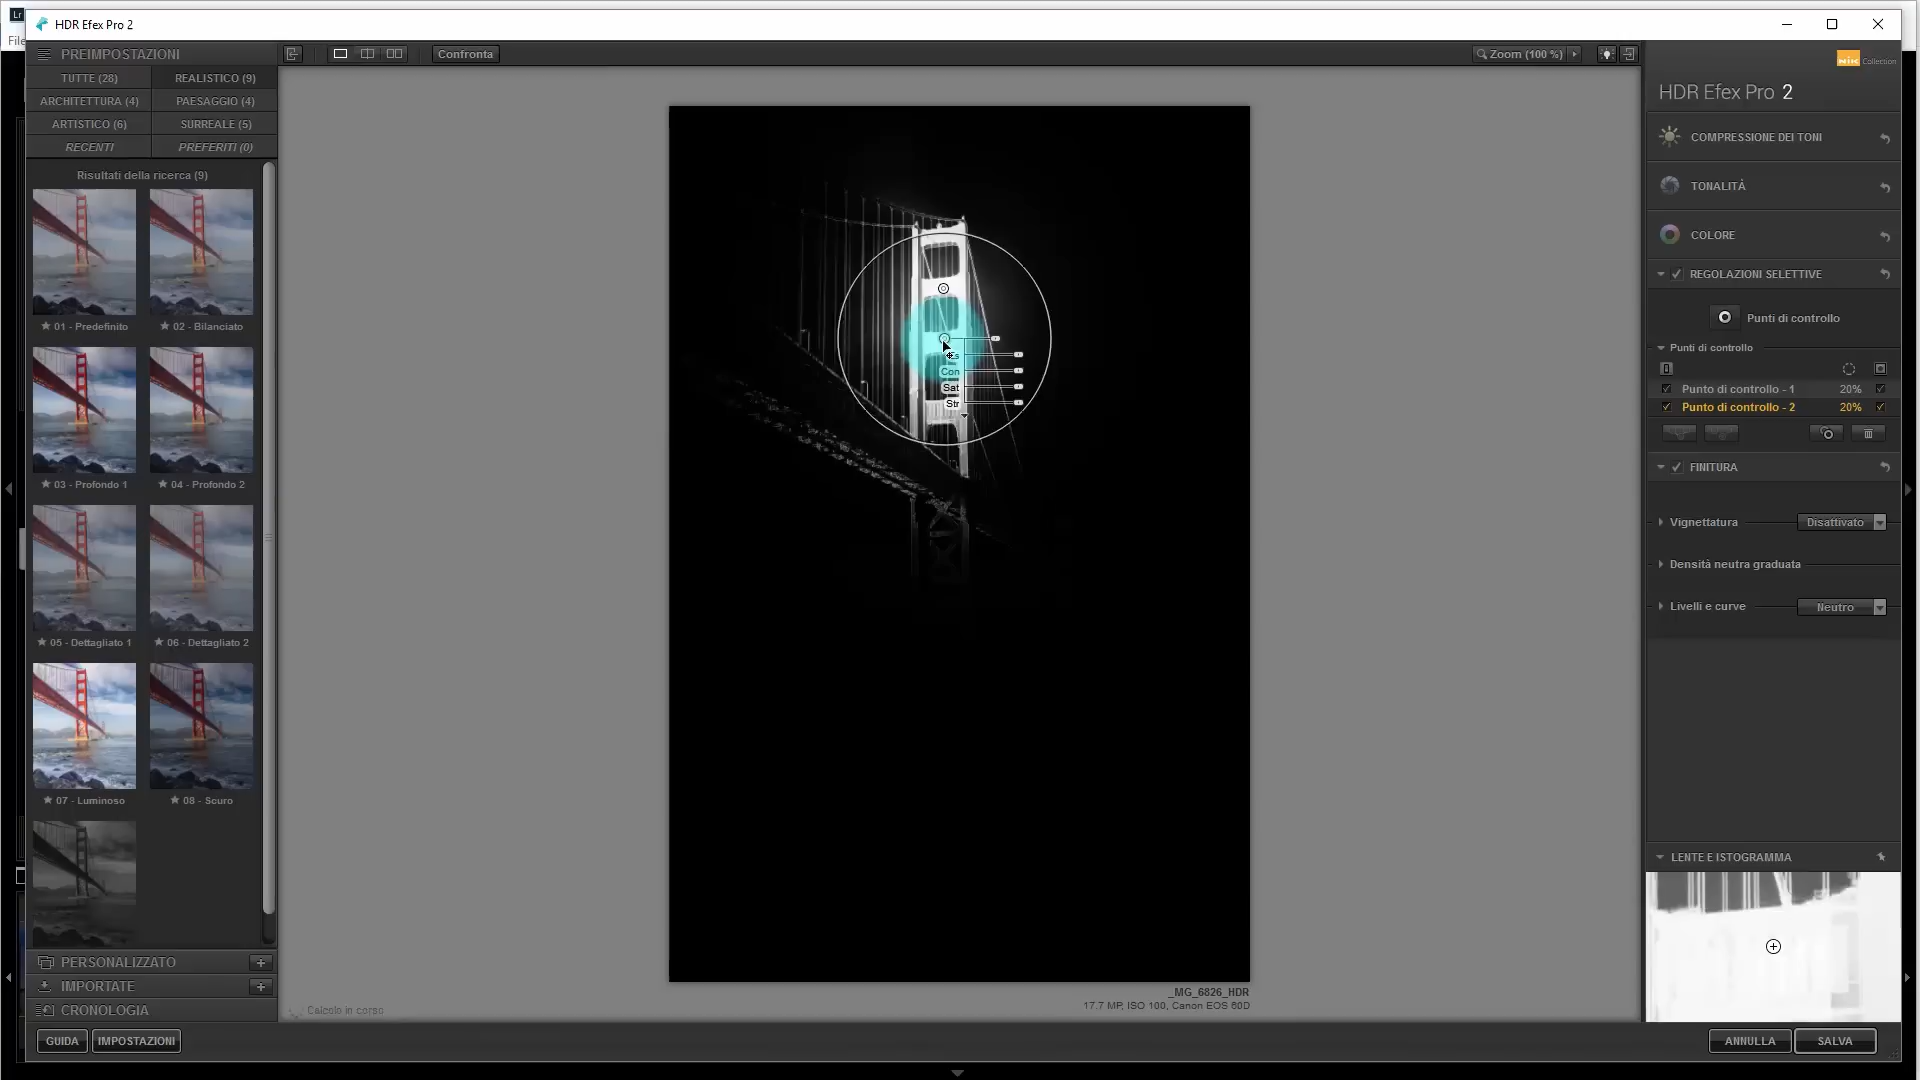 Lr
HDR Efex Pro 2
File
PREIMPOSTAZIONI
Confronta
Zoom (100 %)
TUTTE (28)
REALISTICO (9)
ARCHITETTURA (4)
PAESAGGIO (4)
ARTISTICO (6)
SURREALE (5)
RECENTI
PREFERITI (0)
Risultati della ricerca (9)
01 - Predefinito
02 - Bilanciato
03 - Profondo 1
04 - Profondo 2
05 - Dettagliato 1
06 - Dettagliato 2
07 - Luminoso
08 - Scuro
PERSONALIZZATO
IMPORTATE
CRONOLOGIA
GUIDA
IMPOSTAZIONI
Con
Sat
Str
Calcolo in corso
_MG_6826_HDR
17.7 MP, ISO 100, Canon EOS 60D
Nik Collection
HDR Efex Pro 2
COMPRESSIONE DEI TONI
TONALITÀ
COLORE
REGOLAZIONI SELETTIVE
Punti di controllo
Punti di controllo
Punto di controllo - 1 20%
Punto di controllo - 2 20%
FINITURA
Vignettatura Disattivato
Densità neutra graduata
Livelli e curve Neutro
LENTE E ISTOGRAMMA
ANNULLA
SALVA